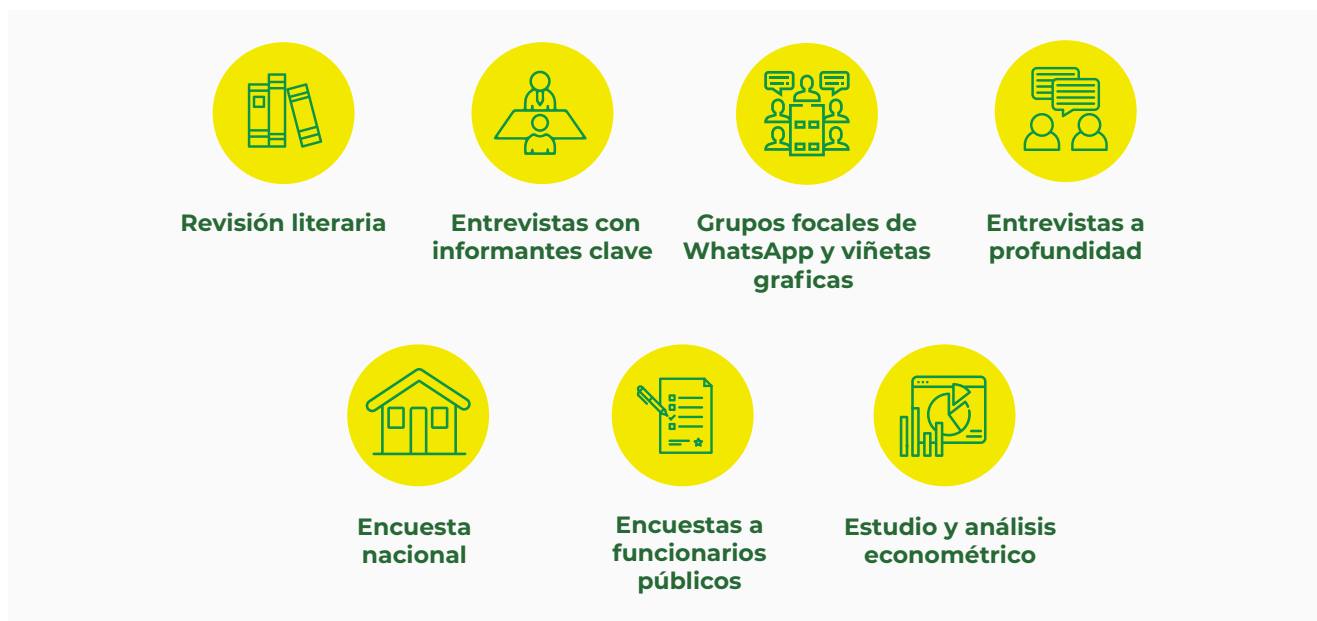 Revisión literaria
Entrevistas con
informantes clave
Grupos focales de
WhatsApp y viñetas
graficas
Entrevistas a
profundidad
Encuesta
nacional
Encuestas a
funcionarios
públicos
Estudio y análisis
econométrico